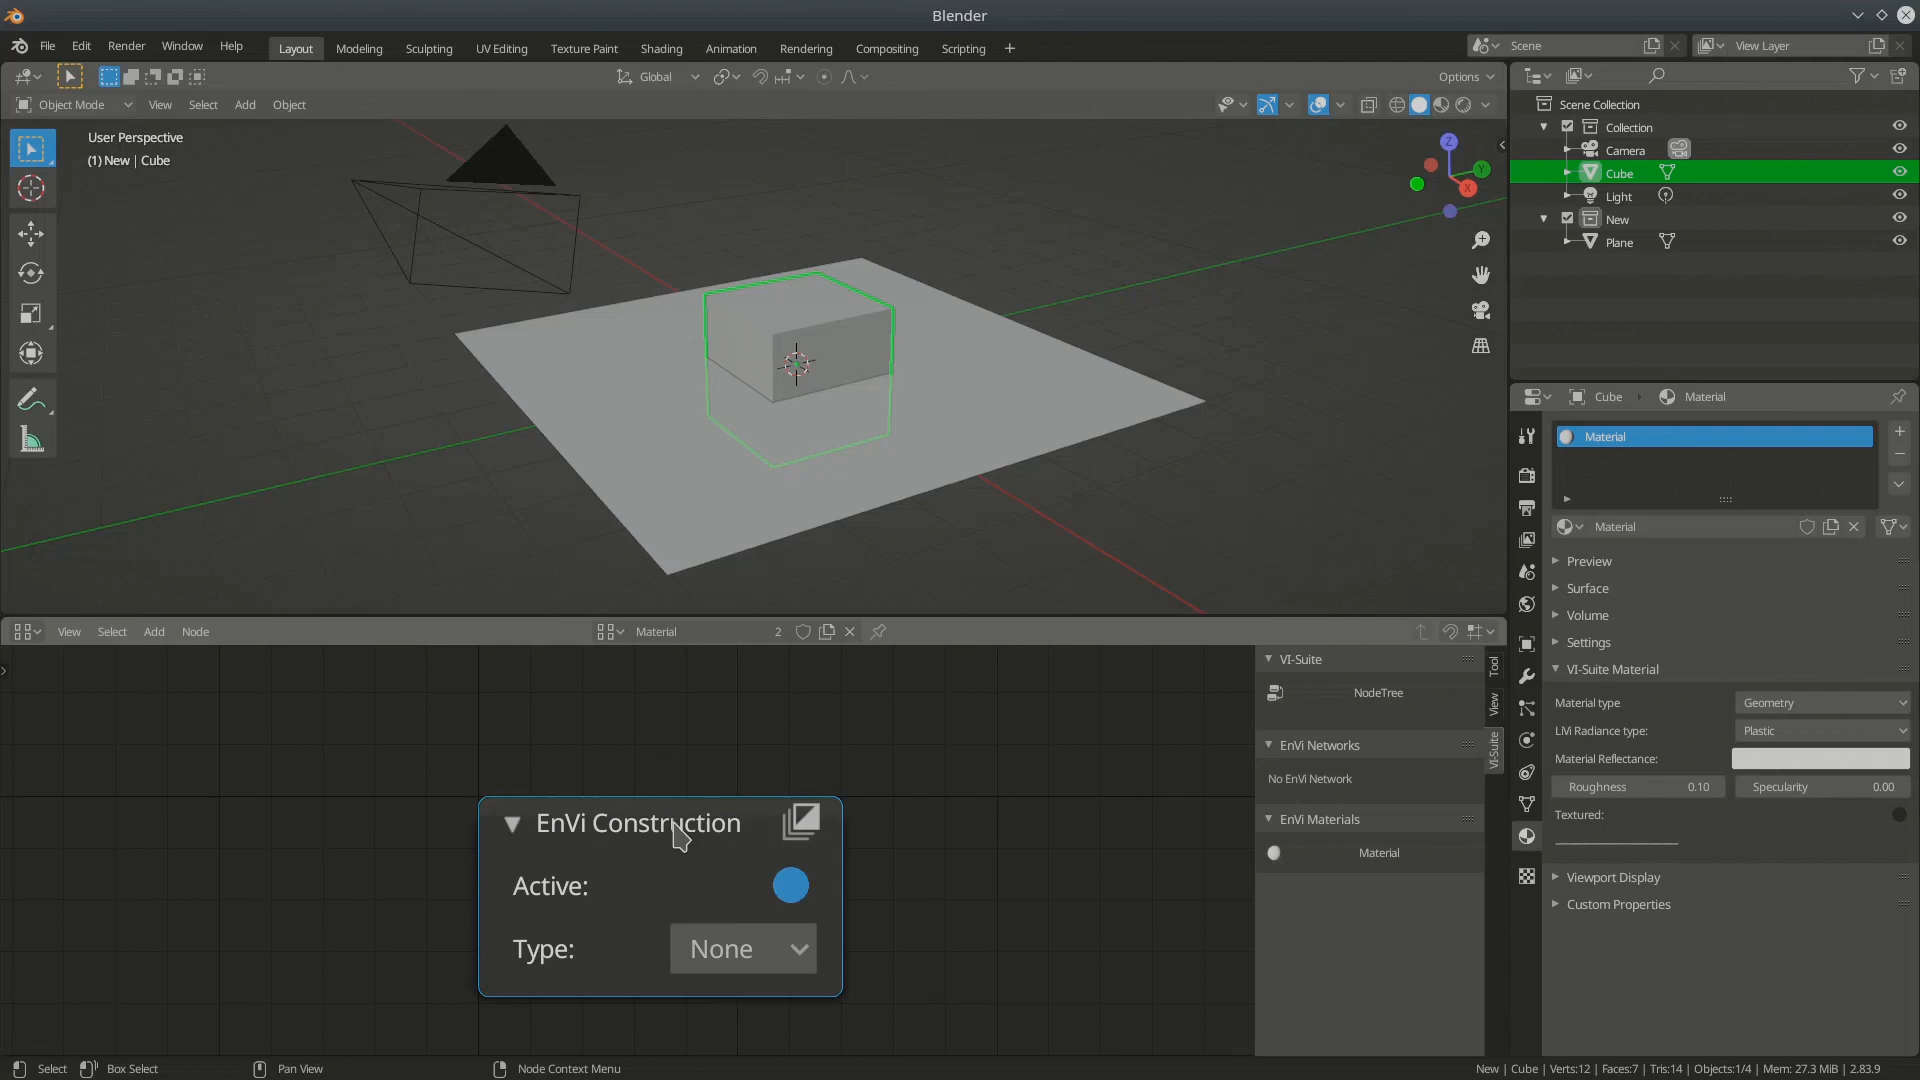 Blender
File Edit Render Window Help Layout Modeling Sculpting UV Editing Texture Paint Shading Animation Rendering Compositing Scripting + Scene View Layer
Global Options
Object Mode View Select Add Object
User Perspective
(1) New | Cube
Z
Y
X
Scene Collection
Collection
Camera
Cube
Light
New
Plane
Cube Material
Material
Material
Preview
Surface
Volume
Settings
VI-Suite Material
Material type Geometry
LiVi Radiance type: Plastic
Material Reflectance:
Roughness 0.10 Specularity 0.00
Textured:
Viewport Display
Custom Properties
View Select Add Node Material 2
VI-Suite
NodeTree
EnVi Networks
No EnVi Network
EnVi Materials
Material
Tool
View
VI-Suite
EnVi Construction
Active:
Type: None
Select Box Select Pan View Node Context Menu New | Cube | Verts:12 | Faces:7 | Tris:14 | Objects:1/4 | Mem: 27.3 MiB | 2.83.9